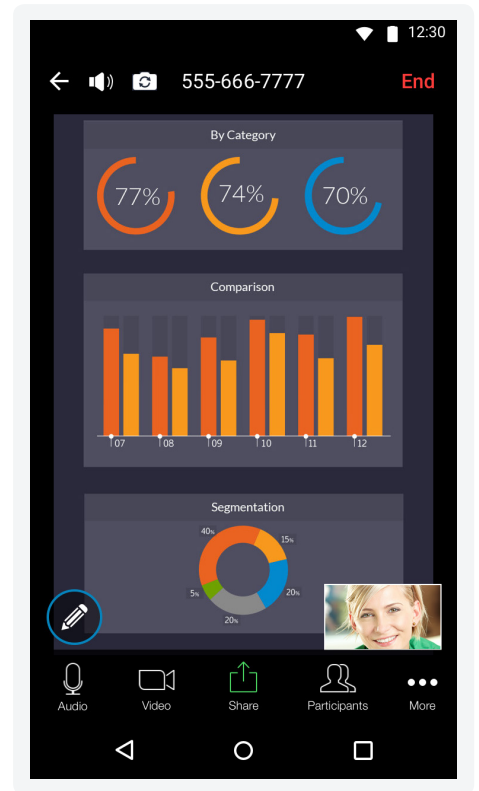 12:30
555-666-7777 End
By Category
77% 74% 70%
Comparison
07 08 09 10 11 12
Segmentation
40% 15%
5% 20%
20%
Audio Video Share Participants More